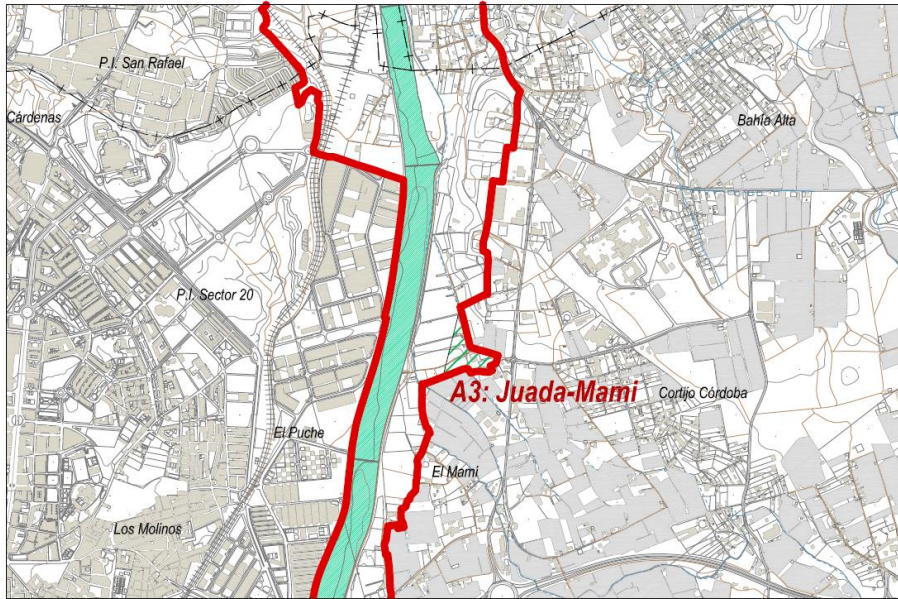 P.I. San Rafael
Cárdenas
Bahía Alta
P.I. Sector 20
A3: Juada-Mami
Cortijo Córdoba
El Puche
El Mami
Los Molinos